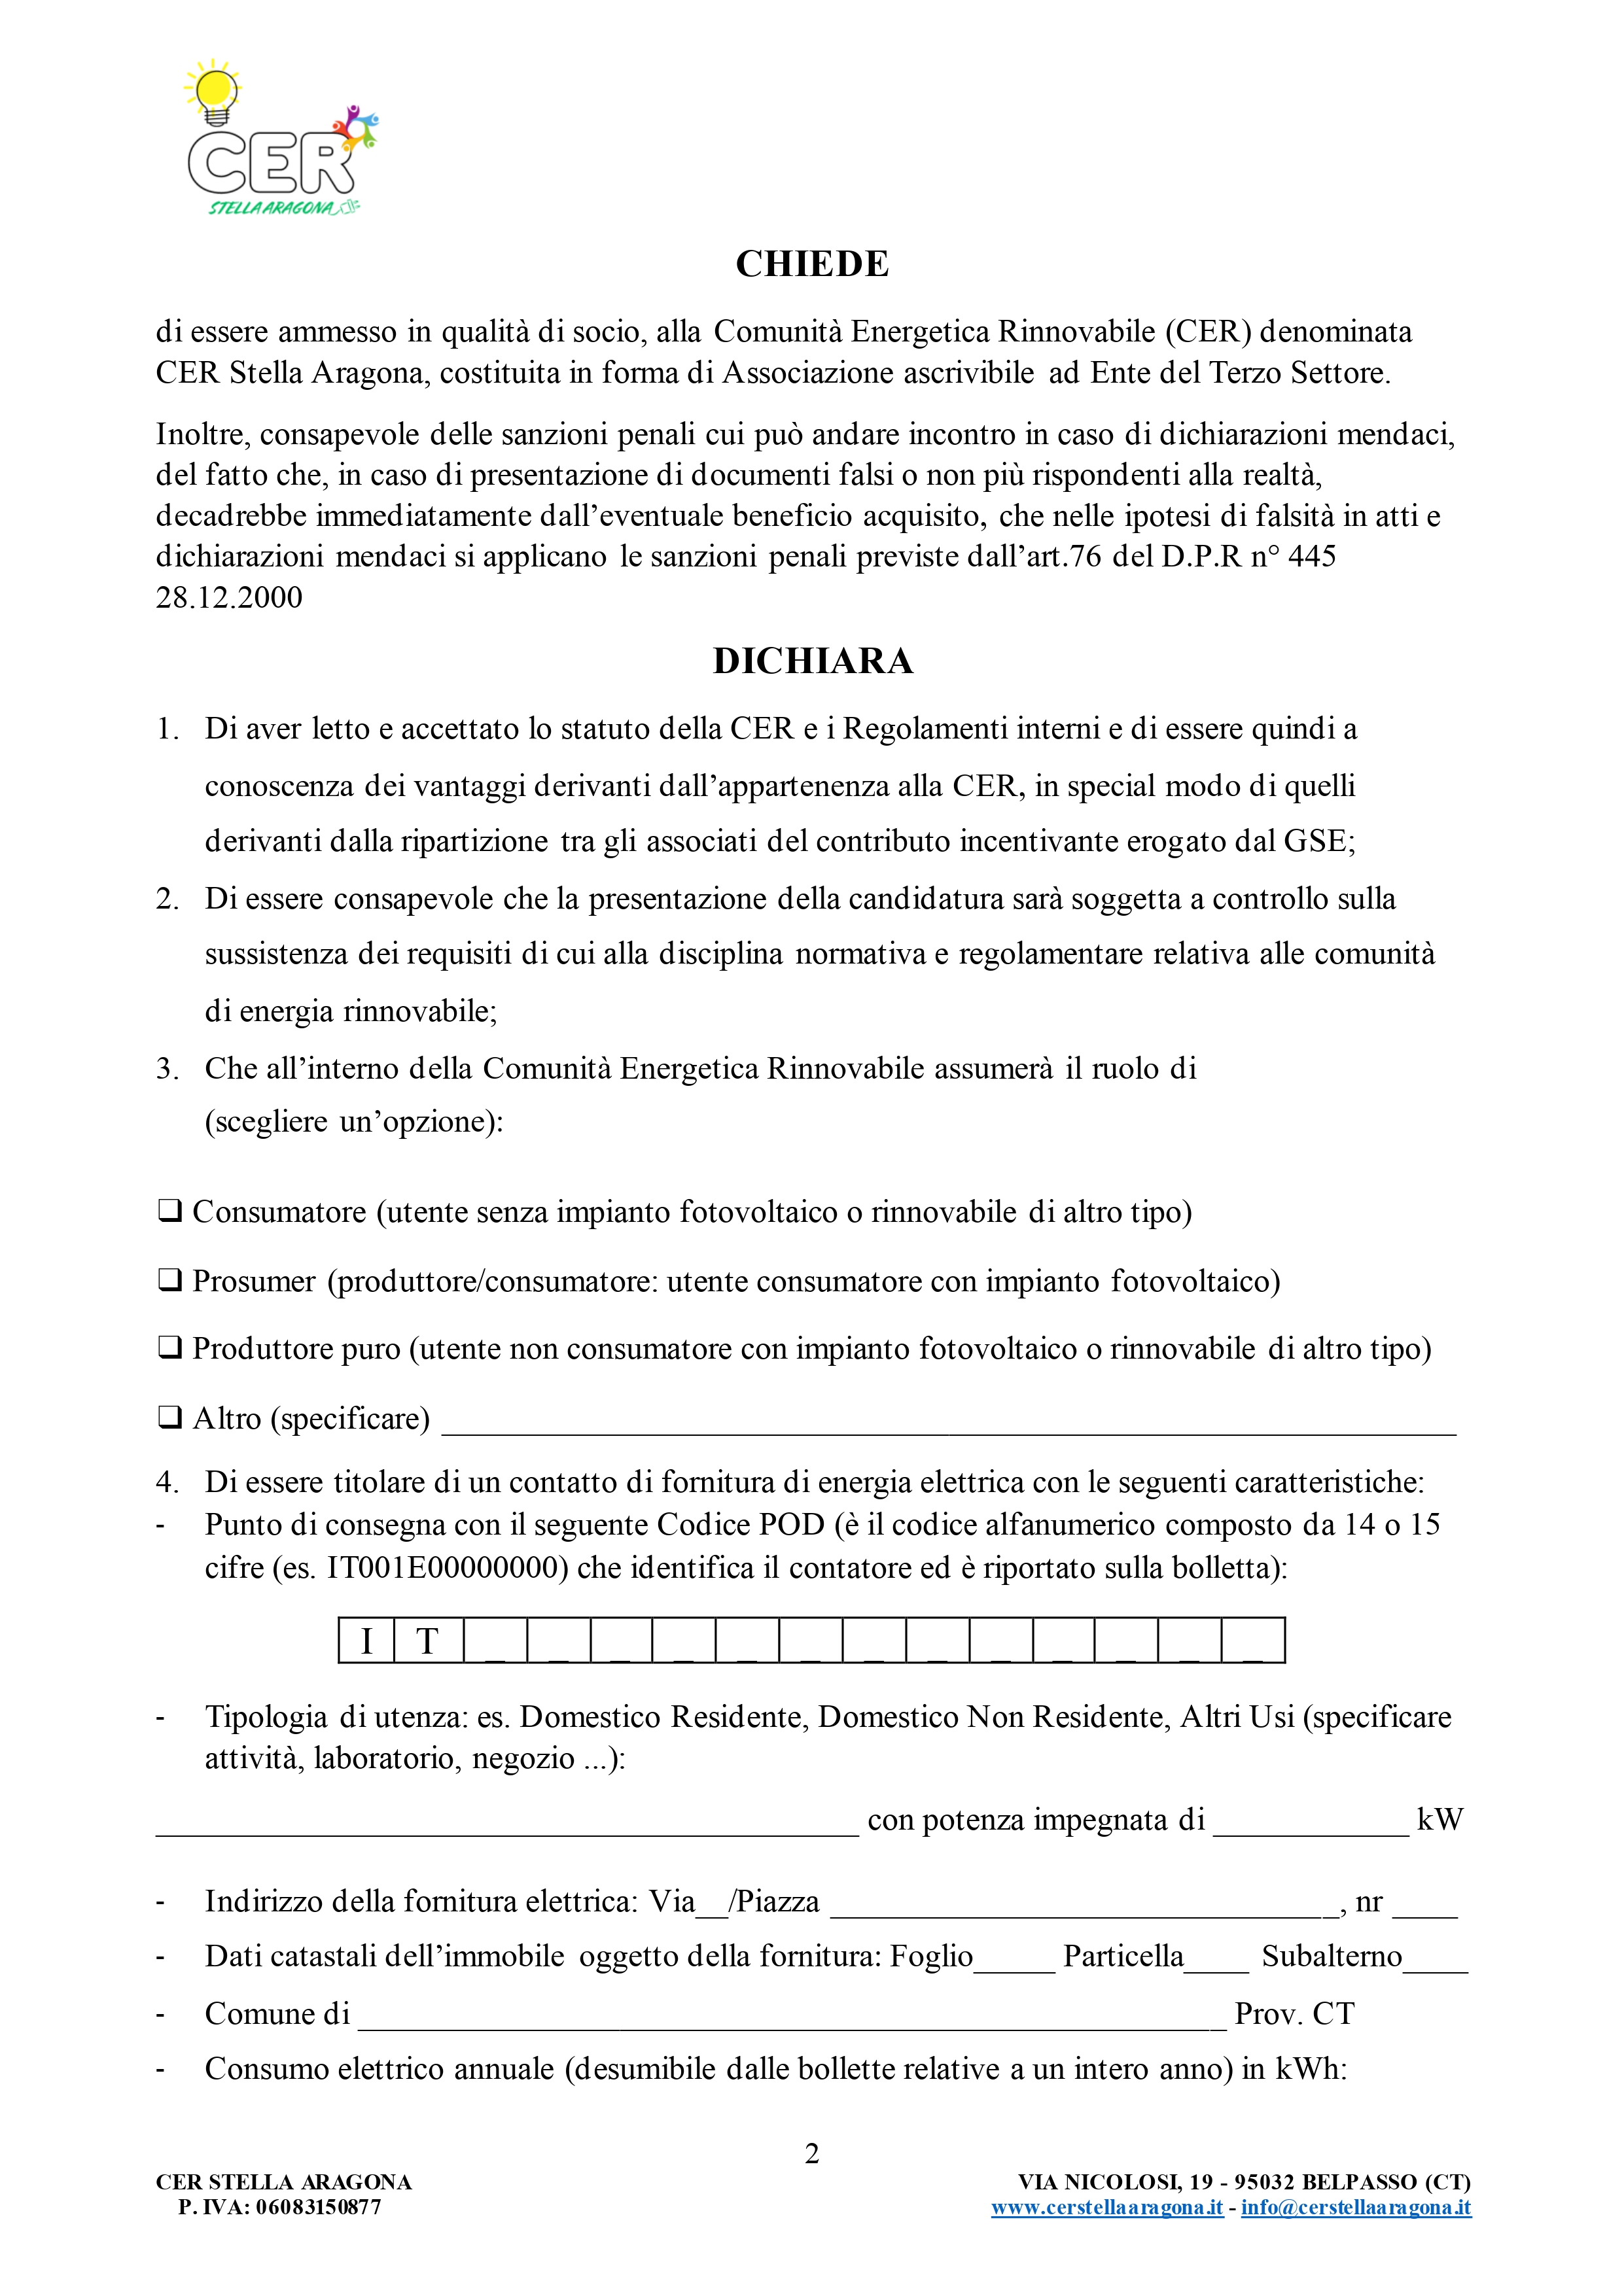 CER
STELLA ARAGONA
CHIEDE
di essere ammesso in qualità di socio, alla Comunità Energetica Rinnovabile (CER) denominata
CER Stella Aragona, costituita in forma di Associazione ascrivibile ad Ente del Terzo Settore.
Inoltre, consapevole delle sanzioni penali cui può andare incontro in caso di dichiarazioni mendaci,
del fatto che, in caso di presentazione di documenti falsi o non più rispondenti alla realtà,
decadrebbe immediatamente dall’eventuale beneficio acquisito, che nelle ipotesi di falsità in atti e
dichiarazioni mendaci si applicano le sanzioni penali previste dall’art.76 del D.P.R n° 445
28.12.2000
DICHIARA
1. Di aver letto e accettato lo statuto della CER e i Regolamenti interni e di essere quindi a
conoscenza dei vantaggi derivanti dall’appartenenza alla CER, in special modo di quelli
derivanti dalla ripartizione tra gli associati del contributo incentivante erogato dal GSE;
2. Di essere consapevole che la presentazione della candidatura sarà soggetta a controllo sulla
sussistenza dei requisiti di cui alla disciplina normativa e regolamentare relativa alle comunità
di energia rinnovabile;
3. Che all’interno della Comunità Energetica Rinnovabile assumerà il ruolo di
(scegliere un’opzione):
❑ Consumatore (utente senza impianto fotovoltaico o rinnovabile di altro tipo)
❑ Prosumer (produttore/consumatore: utente consumatore con impianto fotovoltaico)
❑ Produttore puro (utente non consumatore con impianto fotovoltaico o rinnovabile di altro tipo)
❑ Altro (specificare) ______________________________________________________________
4. Di essere titolare di un contatto di fornitura di energia elettrica con le seguenti caratteristiche:
- Punto di consegna con il seguente Codice POD (è il codice alfanumerico composto da 14 o 15
cifre (es. IT001E00000000) che identifica il contatore ed è riportato sulla bolletta):
I T _ _ _ _ _ _ _ _ _ _ _ _ _
- Tipologia di utenza: es. Domestico Residente, Domestico Non Residente, Altri Usi (specificare
attività, laboratorio, negozio ...):
___________________________________________ con potenza impegnata di ____________ kW
- Indirizzo della fornitura elettrica: Via__/Piazza _______________________________, nr ____
- Dati catastali dell’immobile oggetto della fornitura: Foglio_____ Particella____ Subalterno____
- Comune di _____________________________________________________ Prov. CT
- Consumo elettrico annuale (desumibile dalle bollette relative a un intero anno) in kWh:
2
CER STELLA ARAGONA VIA NICOLOSI, 19 - 95032 BELPASSO (CT)
P. IVA: 06083150877 www.cerstellaaragona.it - info@cerstellaaragona.it